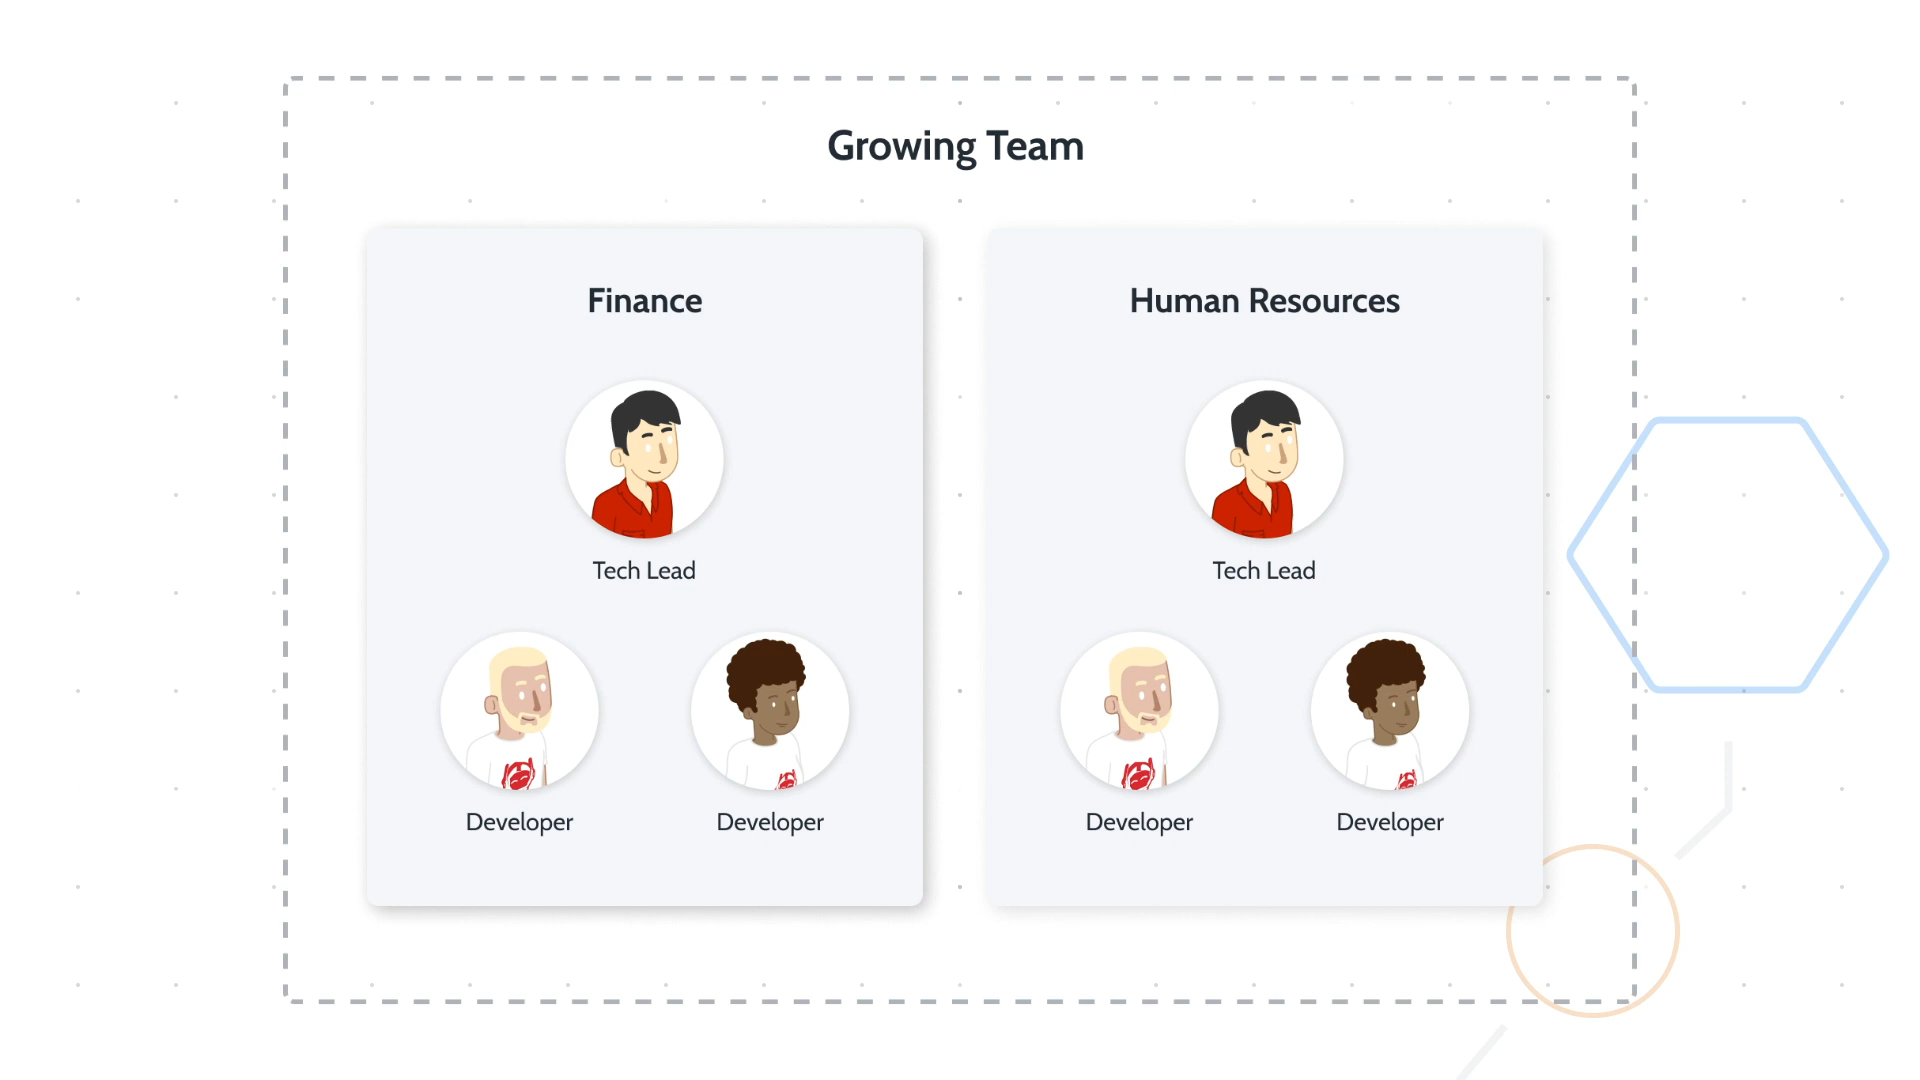 Growing Team
Finance
Tech Lead
Developer
Developer
Human Resources
Tech Lead
Developer
Developer